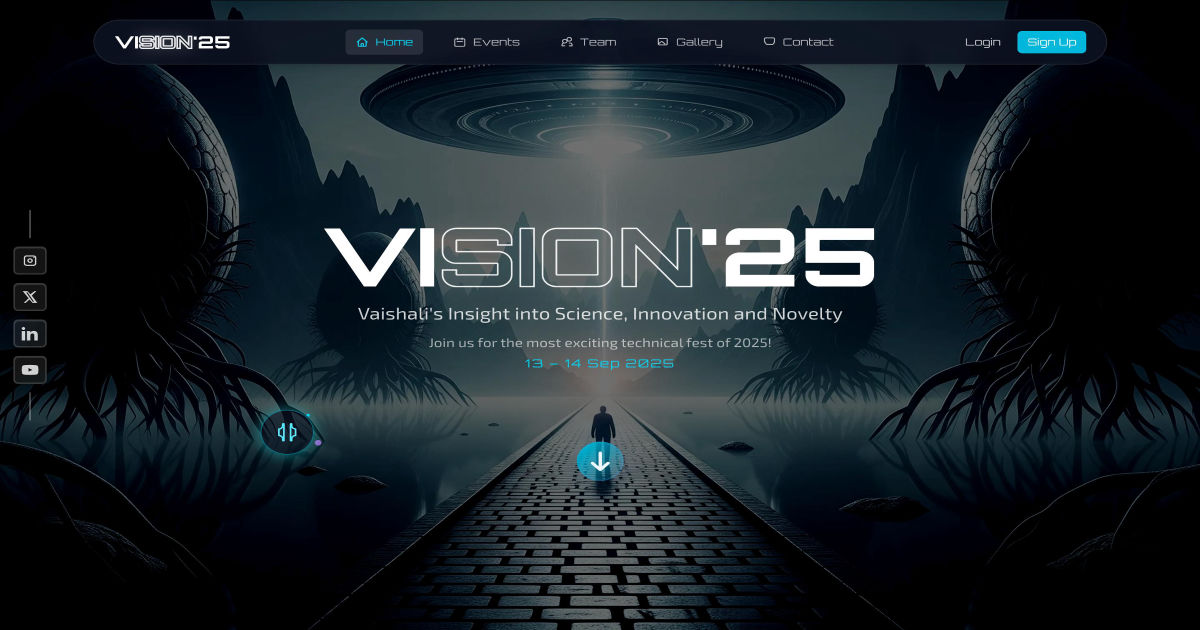 VISION'25
Home
Events
Team
Gallery
Contact
Login
Sign Up
VISION'25
Vaishali's Insight into Science, Innovation and Novelty
Join us for the most exciting technical fest of 2025!
13 – 14 Sep 2025